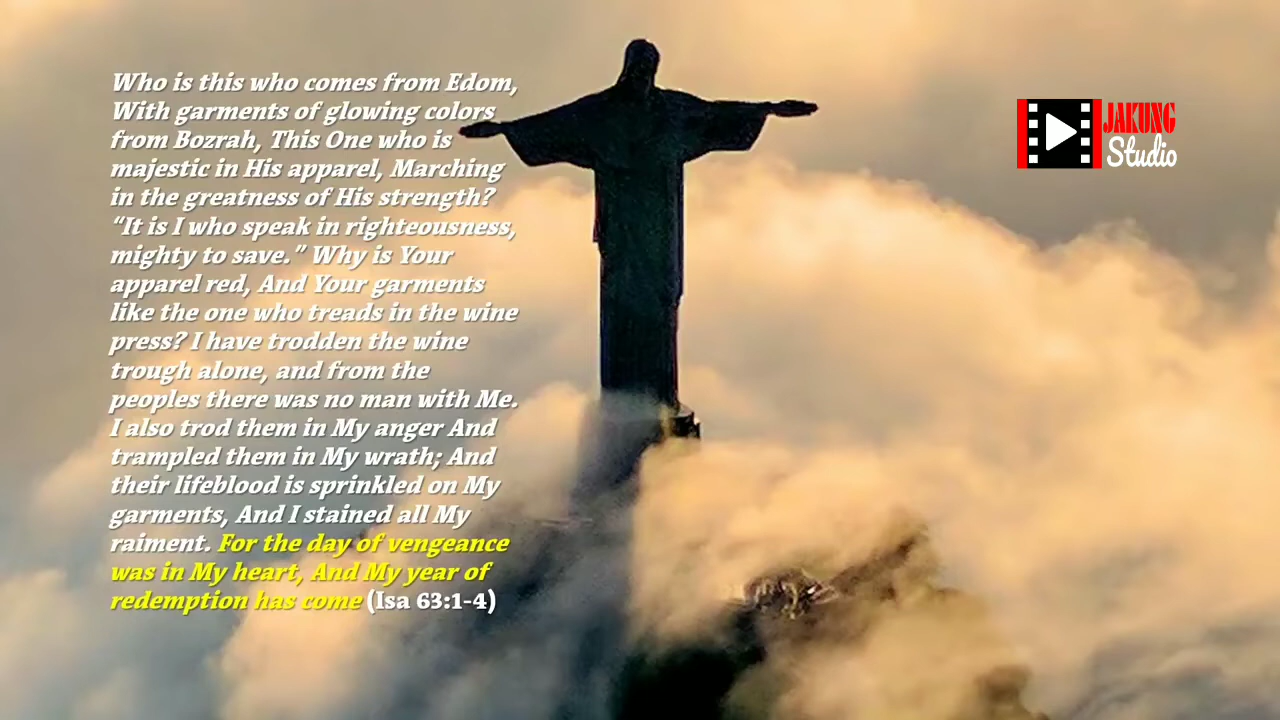 Who is this who comes from Edom,
With garments of glowing colors
from Bozrah, This One who is
majestic in His apparel, Marching
in the greatness of His strength?
“It is I who speak in righteousness,
mighty to save.” Why is Your
apparel red, And Your garments
like the one who treads in the wine
press? I have trodden the wine
trough alone, and from the
peoples there was no man with Me.
I also trod them in My anger And
trampled them in My wrath; And
their lifeblood is sprinkled on My
garments, And I stained all My
raiment. For the day of vengeance
was in My heart, And My year of
redemption has come (Isa 63:1-4)
JAKUNG
Studio